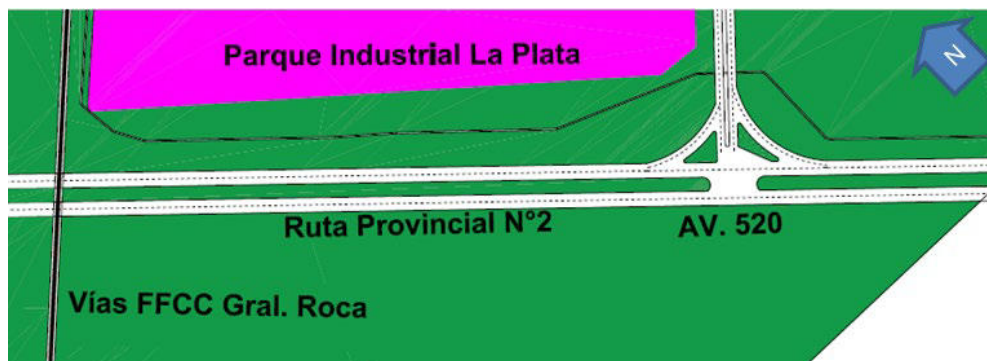 Parque Industrial La Plata
N
Ruta Provincial N°2
AV. 520
Vías FFCC Gral. Roca